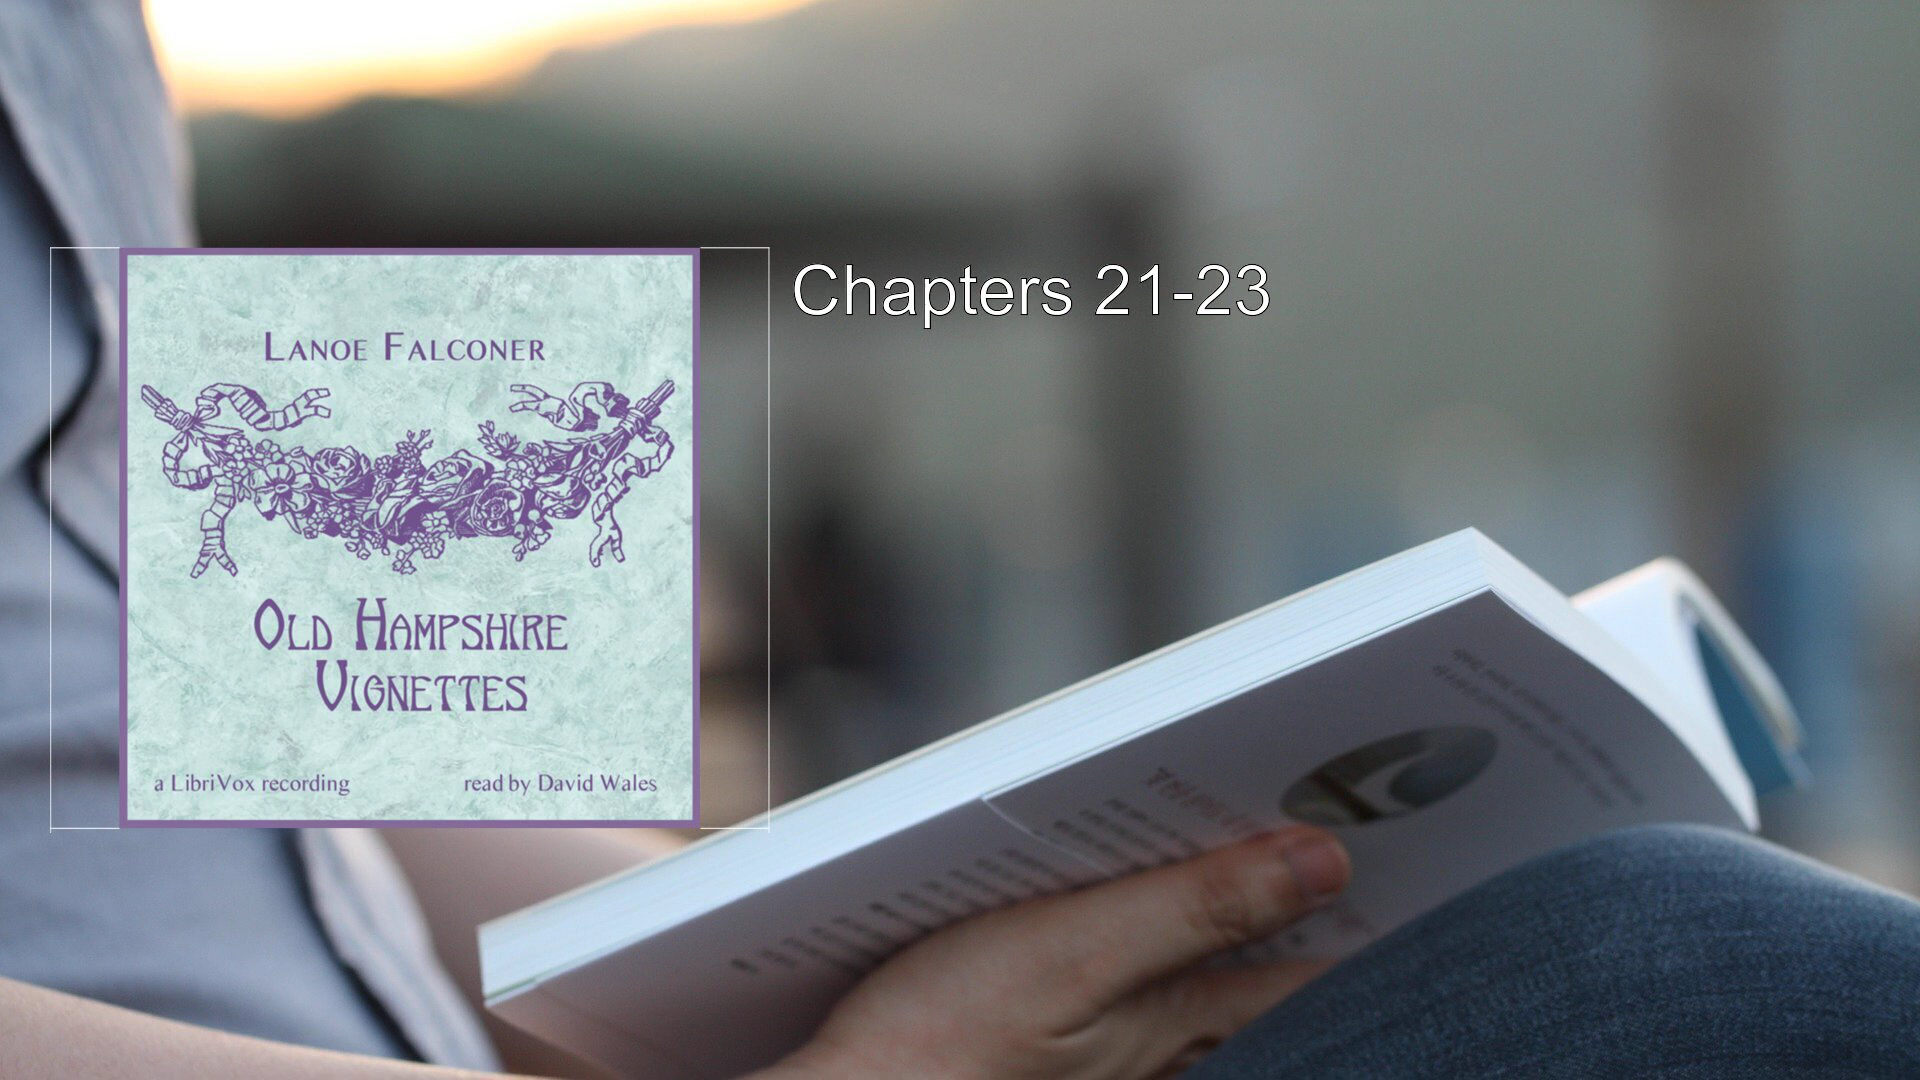 Chapters 21-23
LANOE FALCONER
OLD HAMPSHIRE
VIGNETTES
a LibriVox recording
read by David Wales